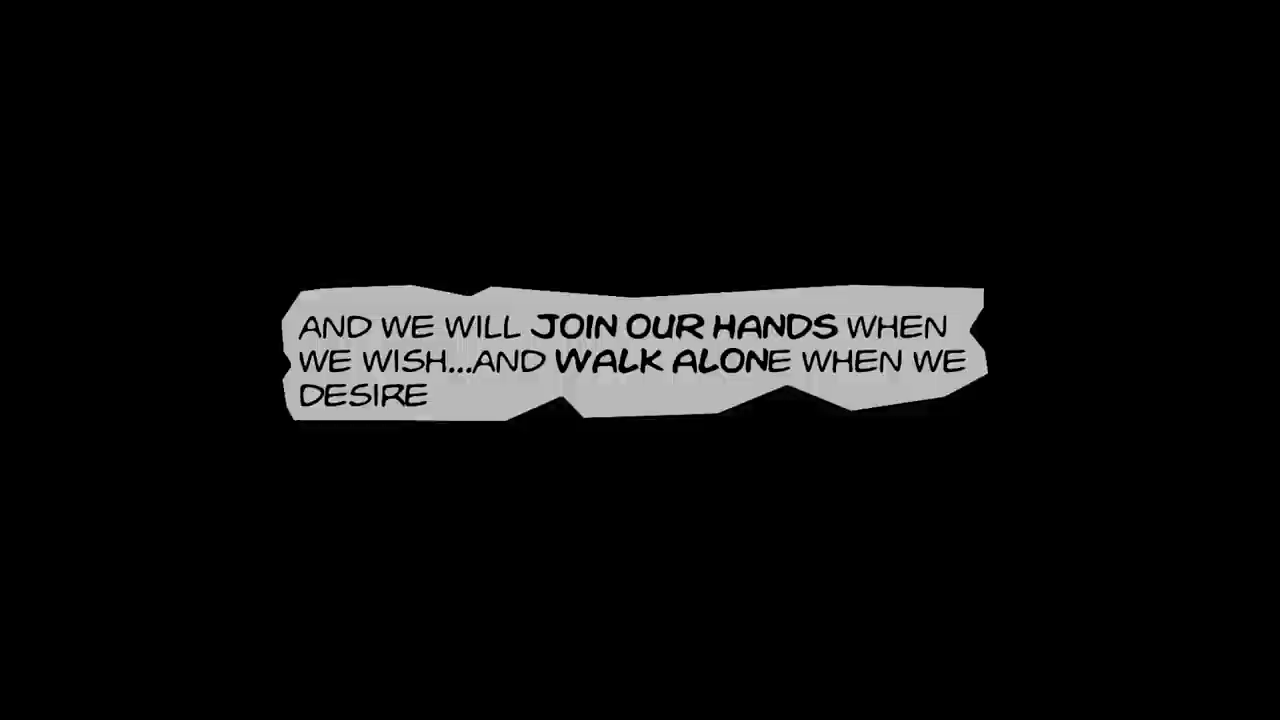 AND WE WILL JOIN OUR HANDS WHEN
WE WISH...AND WALK ALONE WHEN WE
DESIRE